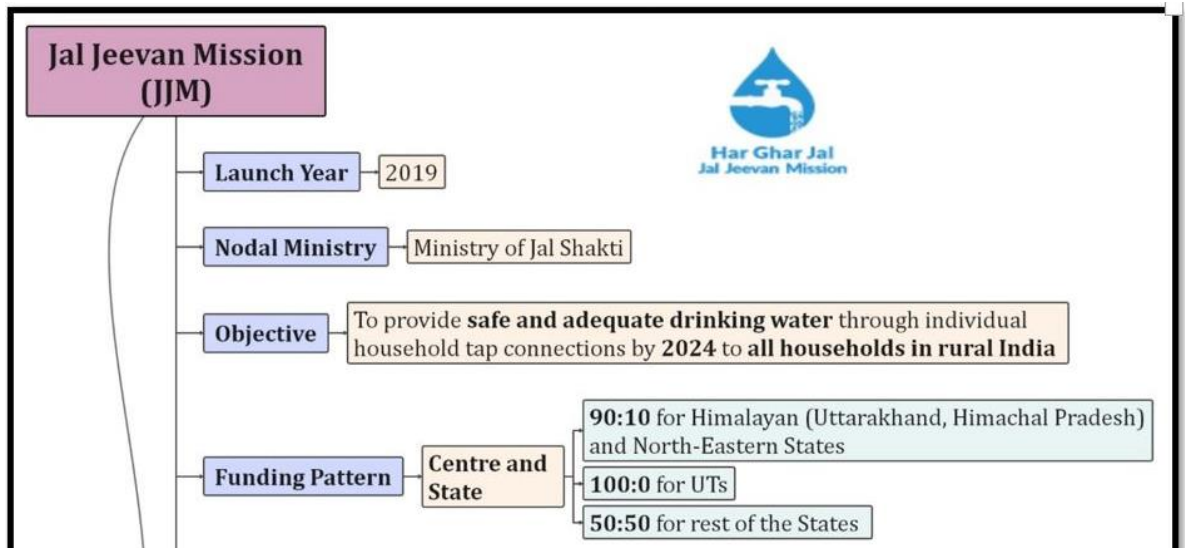 Jal Jeevan Mission
(JJM)
Har Ghar Jal
Jal Jeevan Mission
Launch Year
2019
Nodal Ministry
Ministry of Jal Shakti
Objective
To provide safe and adequate drinking water through individual
household tap connections by 2024 to all households in rural India
Funding Pattern
Centre and
State
90:10 for Himalayan (Uttarakhand, Himachal Pradesh)
and North-Eastern States
100:0 for UTs
50:50 for rest of the States